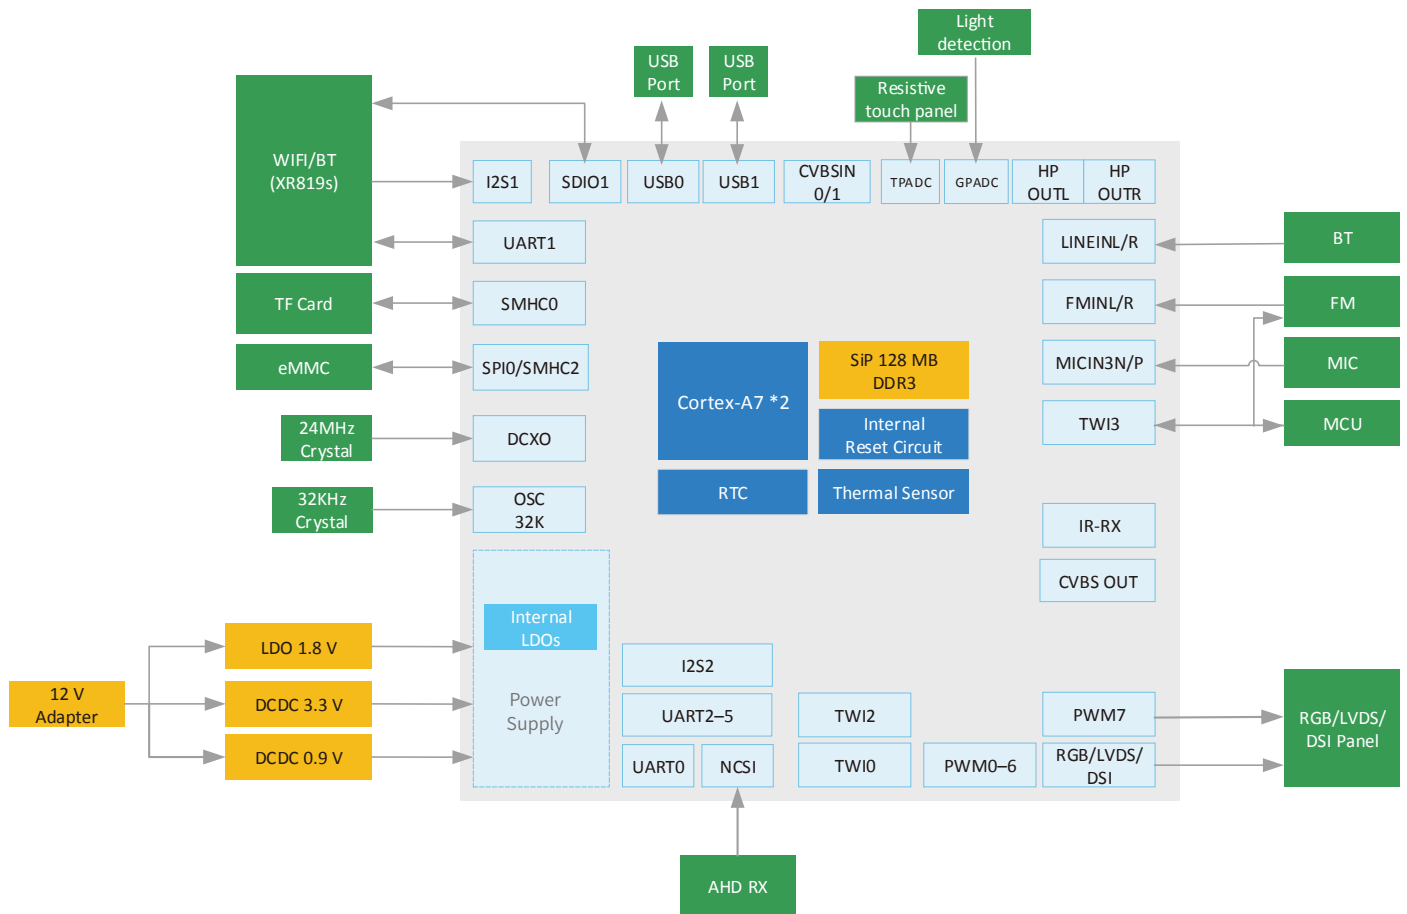 Light
detection
USB
Port
USB
Port
Resistive
touch panel
WIFI/BT
(XR819s)
I2S1
SDIO1
USB0
USB1
CVBSIN
0/1
TPADC
GPADC
HP
OUTL
HP
OUTR
UART1
LINEINL/R
BT
TF Card
SMHC0
FMINL/R
FM
eMMC
SPI0/SMHC2
Cortex-A7 *2
SiP 128 MB
DDR3
MICIN3N/P
MIC
24MHz
Crystal
DCXO
Internal
Reset Circuit
TWI3
MCU
32KHz
Crystal
OSC
32K
RTC
Thermal Sensor
IR-RX
CVBS OUT
Internal
LDOs
LDO 1.8 V
I2S2
12 V
Adapter
DCDC 3.3 V
Power
Supply
UART2–5
TWI2
PWM7
RGB/LVDS/
DSI Panel
DCDC 0.9 V
UART0
NCSI
TWI0
PWM0–6
RGB/LVDS/
DSI
AHD RX